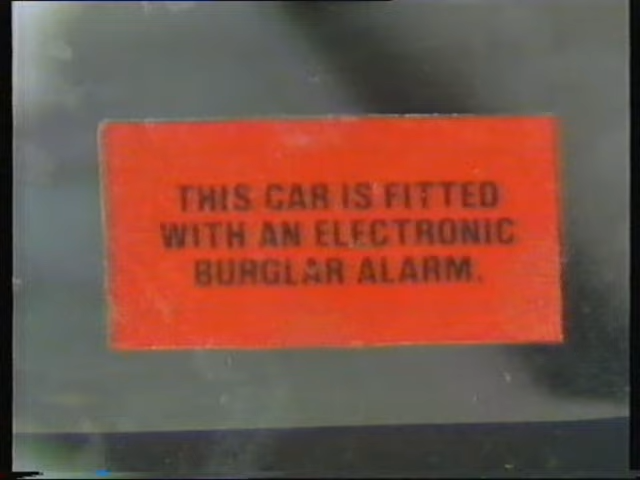 THIS CAR IS FITTED
WITH AN ELECTRONIC
BURGLAR ALARM.